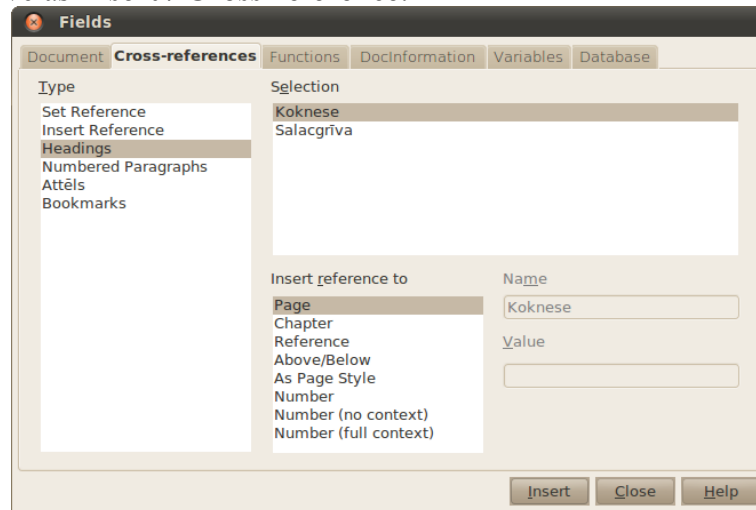 Fields
Document Cross-references Functions DocInformation Variables Database
Type
Set Reference
Insert Reference
Headings
Numbered Paragraphs
Attēls
Bookmarks
Selection
Koknese
Salacgrīva
Insert reference to
Page
Chapter
Reference
Above/Below
As Page Style
Number
Number (no context)
Number (full context)
Name
Koknese
Value
Insert Close Help